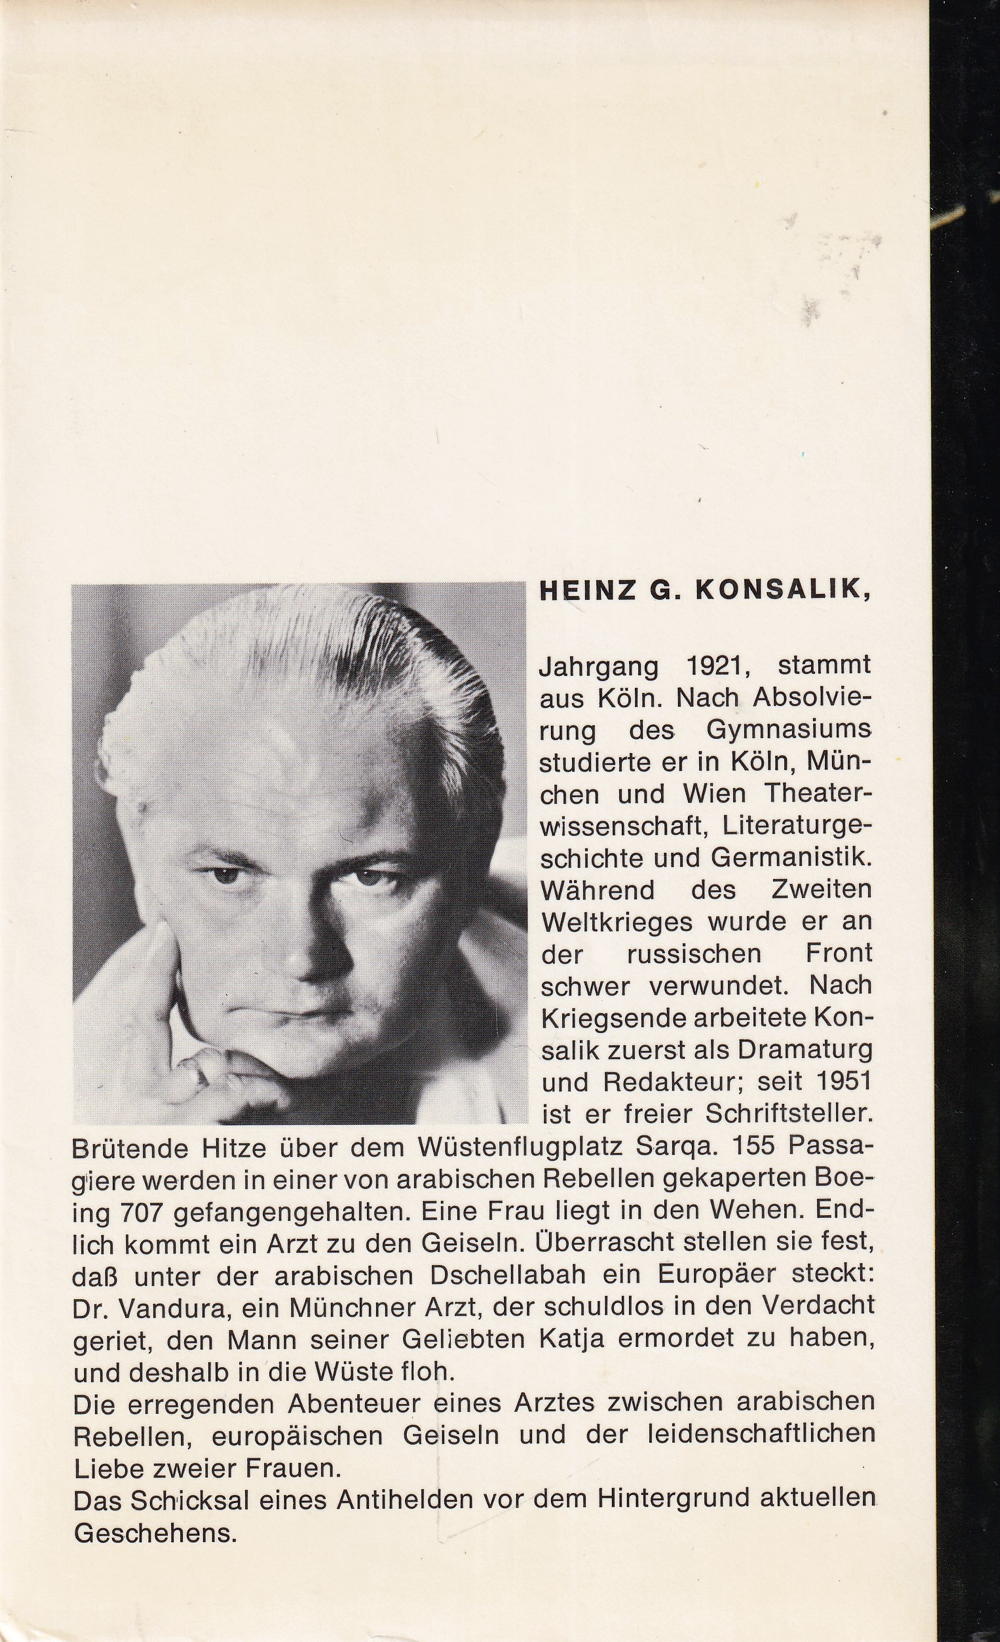 HEINZ G. KONSALIK,
Jahrgang 1921, stammt
aus Köln. Nach Absolvie-
rung des Gymnasiums
studierte er in Köln, Mün-
chen und Wien Theater-
wissenschaft, Literaturge-
schichte und Germanistik.
Während des Zweiten
Weltkrieges wurde er an
der russischen Front
schwer verwundet. Nach
Kriegsende arbeitete Kon-
salik zuerst als Dramaturg
und Redakteur; seit 1951
ist er freier Schriftsteller.
Brütende Hitze über dem Wüstenflugplatz Sarqa. 155 Passa-
giere werden in einer von arabischen Rebellen gekaperten Boe-
ing 707 gefangengehalten. Eine Frau liegt in den Wehen. End-
lich kommt ein Arzt zu den Geiseln. Überrascht stellen sie fest,
daß unter der arabischen Dschellabah ein Europäer steckt:
Dr. Vandura, ein Münchner Arzt, der schuldlos in den Verdacht
geriet, den Mann seiner Geliebten Katja ermordet zu haben,
und deshalb in die Wüste floh.
Die erregenden Abenteuer eines Arztes zwischen arabischen
Rebellen, europäischen Geiseln und der leidenschaftlichen
Liebe zweier Frauen.
Das Schicksal eines Antihelden vor dem Hintergrund aktuellen
Geschehens.